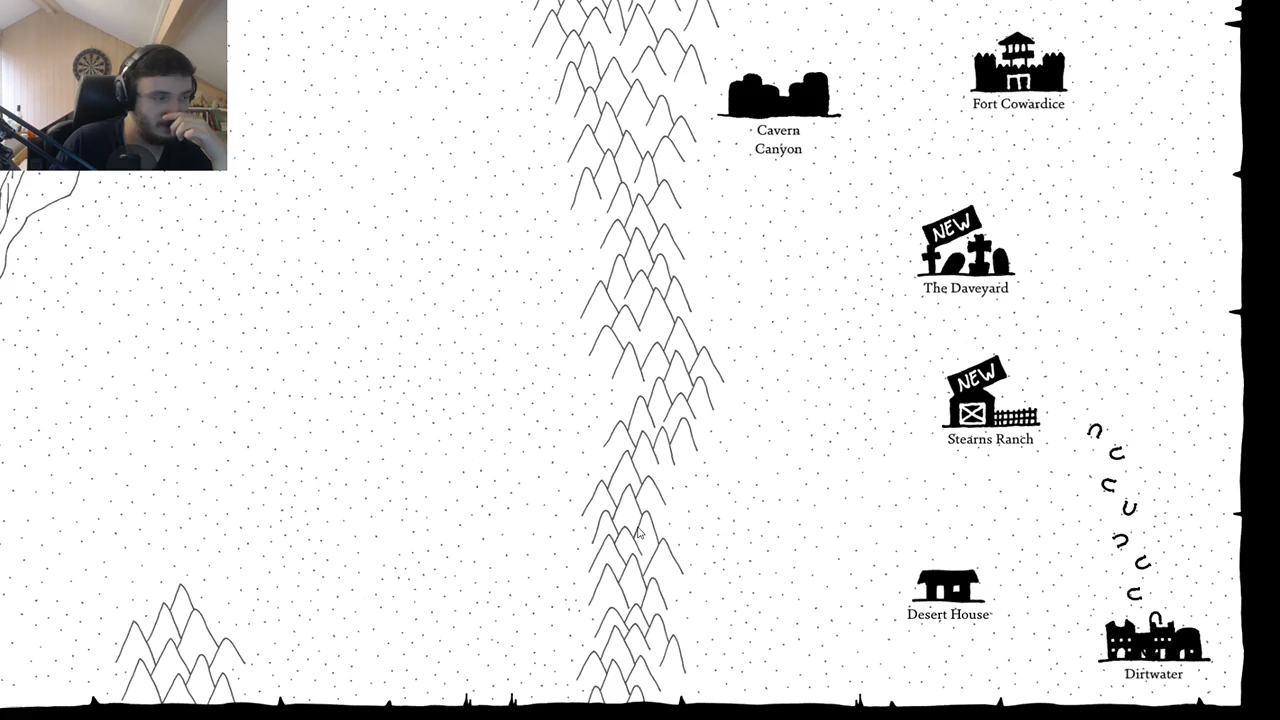 Fort Cowardice
Cavern
Canyon
NEW
The Daveyard
NEW
Stearns Ranch
Desert House
Dirtwater